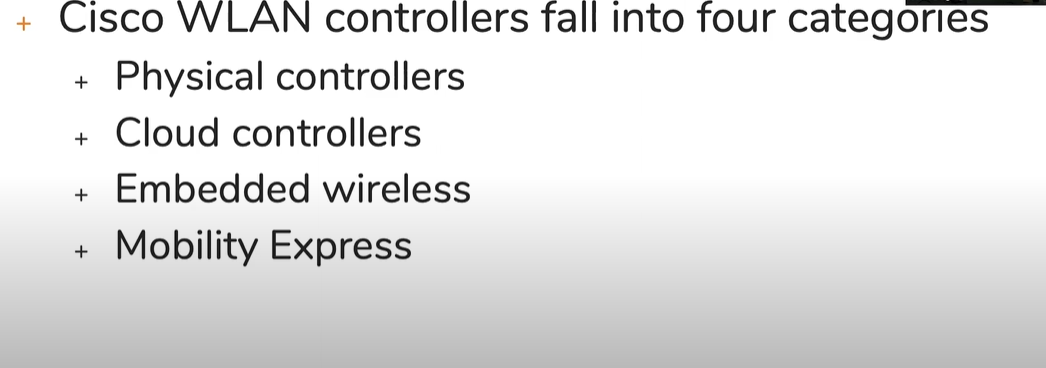 + Cisco WLAN controllers fall into four categories
+ Physical controllers
+ Cloud controllers
+ Embedded wireless
+ Mobility Express